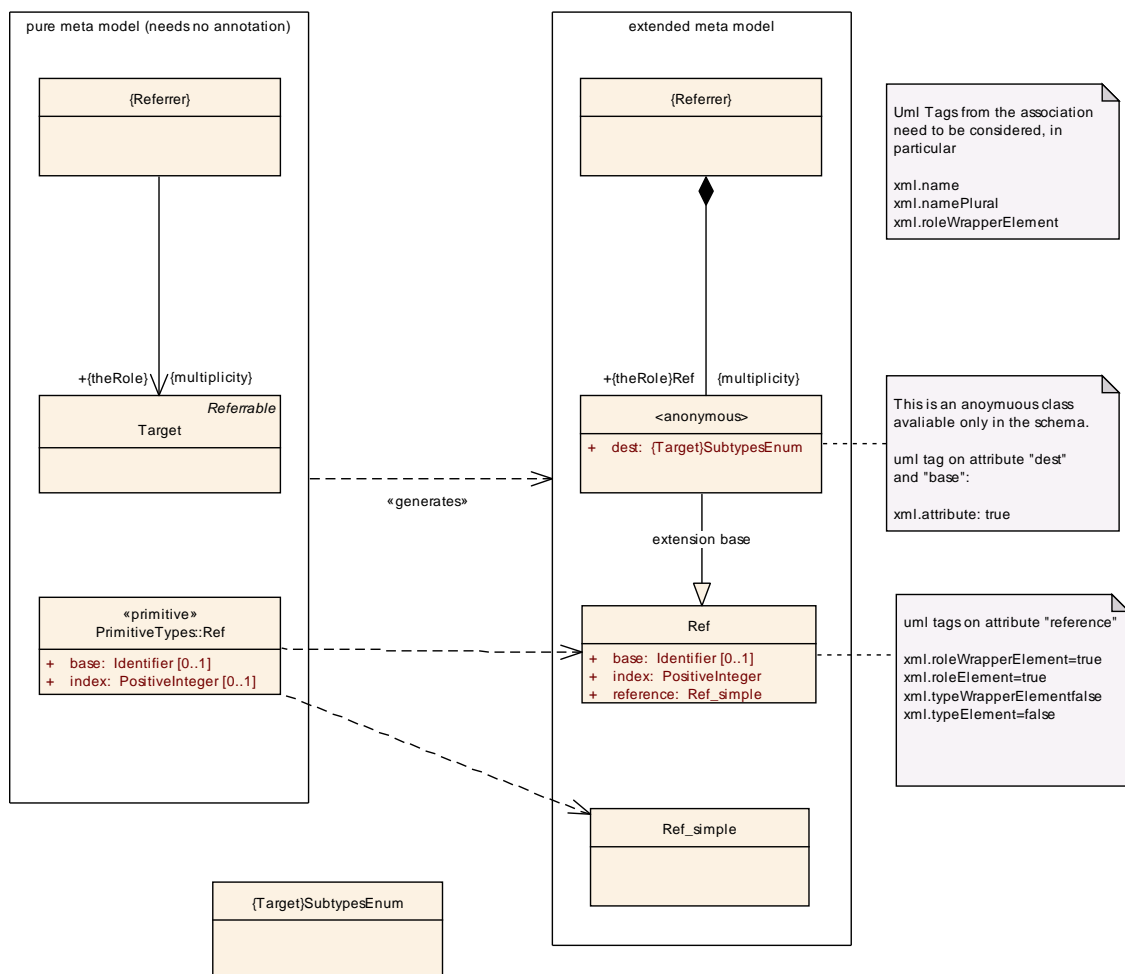 pure meta model (needs no annotation)
extended meta model
{Referrer}
{Referrer}
Uml Tags from the association
need to be considered, in
particular
xml.name
xml.namePlural
xml.roleWrapperElement
+{theRole}
{multiplicity}
+{theRole}Ref
{multiplicity}
Referrable
Target
<anonymous>
+ dest: {Target}SubtypesEnum
This is an anoymuous class
avaliable only in the schema.
uml tag on attribute "dest"
and "base":
xml.attribute: true
«generates»
extension base
«primitive»
PrimitiveTypes::Ref
+ base: Identifier [0..1]
+ index: PositiveInteger [0..1]
Ref
+ base: Identifier [0..1]
+ index: PositiveInteger
+ reference: Ref_simple
uml tags on attribute "reference"
xml.roleWrapperElement=true
xml.roleElement=true
xml.typeWrapperElementfalse
xml.typeElement=false
Ref_simple
{Target}SubtypesEnum